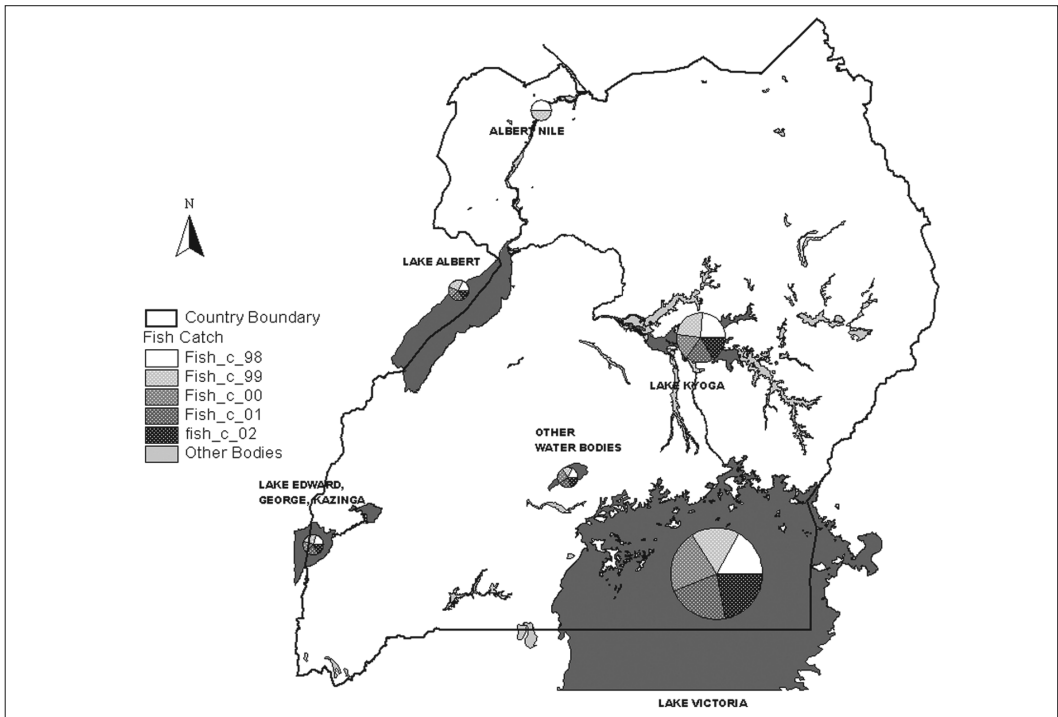 ALBERT NILE
N
LAKE ALBERT
Country Boundary
Fish Catch
Fish_c_98
Fish_c_99
Fish_c_00
Fish_c_01
fish_c_02
Other Bodies
LAKE KYOGA
OTHER
WATER BODIES
LAKE EDWARD,
GEORGE, KAZINGA
LAKE VICTORIA